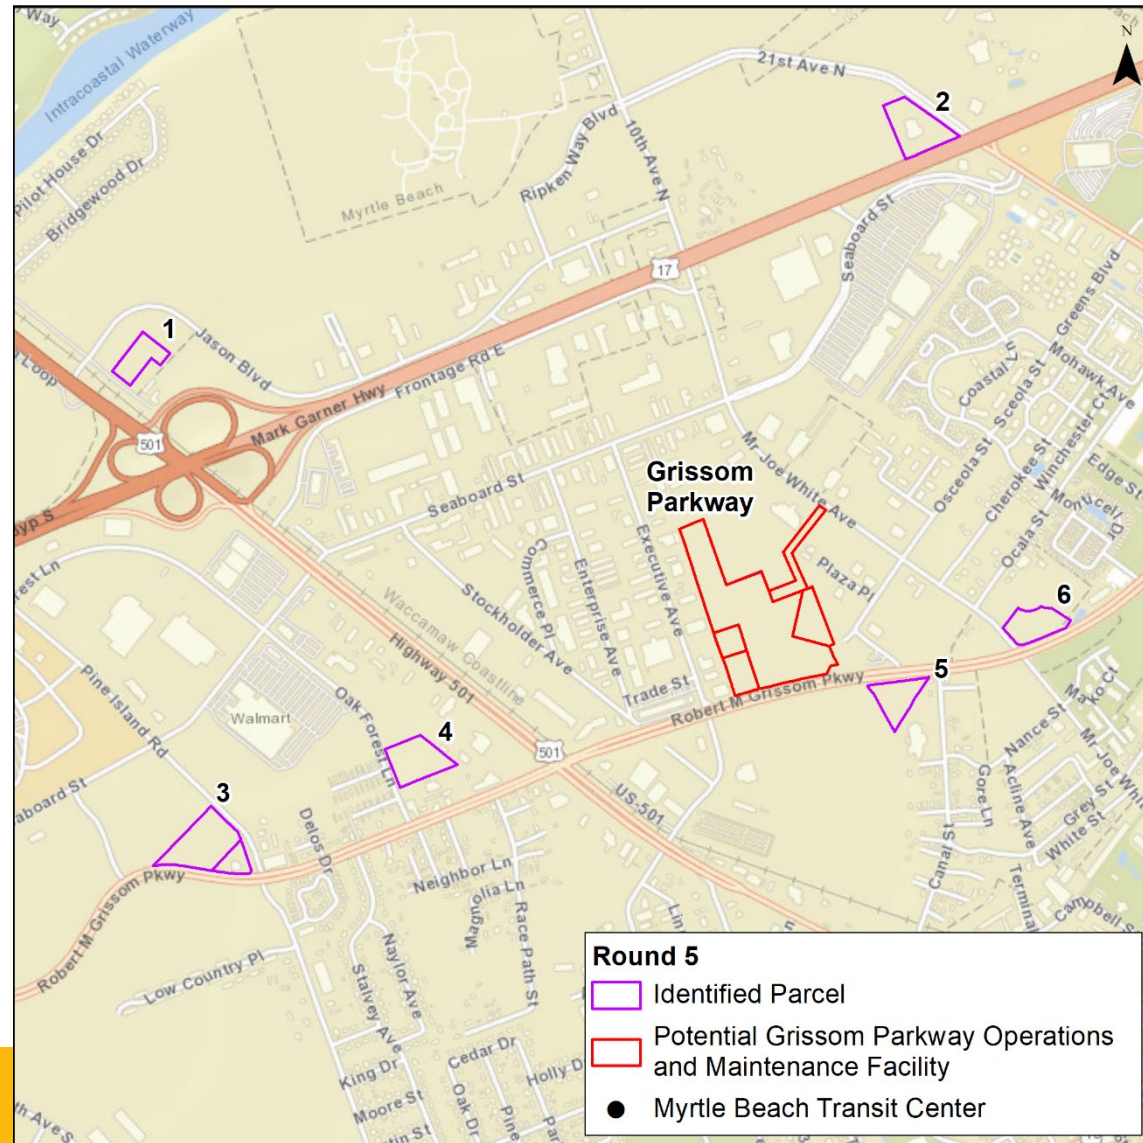 Way
Intracoastal Waterway
Pilot House Dr
Bridgewood Dr
Myrtle Beach
Ripken Way Blvd
10th Ave N
21st Ave N
N
2
17
Seaboard St
Greens Blvd
1
Jason Blvd
Loop
501
Mark Garner Hwy
Frontage Rd E
Coastal Ln
Sceola St
Mohawk Ave
Winchester Ct
Cherokee St
Osceola St
Edge St
Monticello Dr
Ocala St
Byp S
Seaboard St
Mr Joe White Ave
Grissom
Parkway
Plaza Pl
Executive Ave
Enterprise Ave
Commerce Pl
Stockholder Ave
Waccamaw Coastline
Highway 501
Trade St
Robert M Grissom Pkwy
6
5
Pine Island Rd
Walmart
Oak Forest Ln
4
501
US-501
3
Delos Dr
Neighbor Ln
Race Path St
Robert M Grissom Pkwy
Low Country Pl
Naylor Ave
Stalvey Ave
Mako Ct
Nance St
Gore Ln
Acline Ave
Grey St
White St
Canal St
Campbell S
King Dr
Moore St
Cedar Dr
Oak Dr
Holly D
Round 5
Identified Parcel
Potential Grissom Parkway Operations
and Maintenance Facility
Myrtle Beach Transit Center